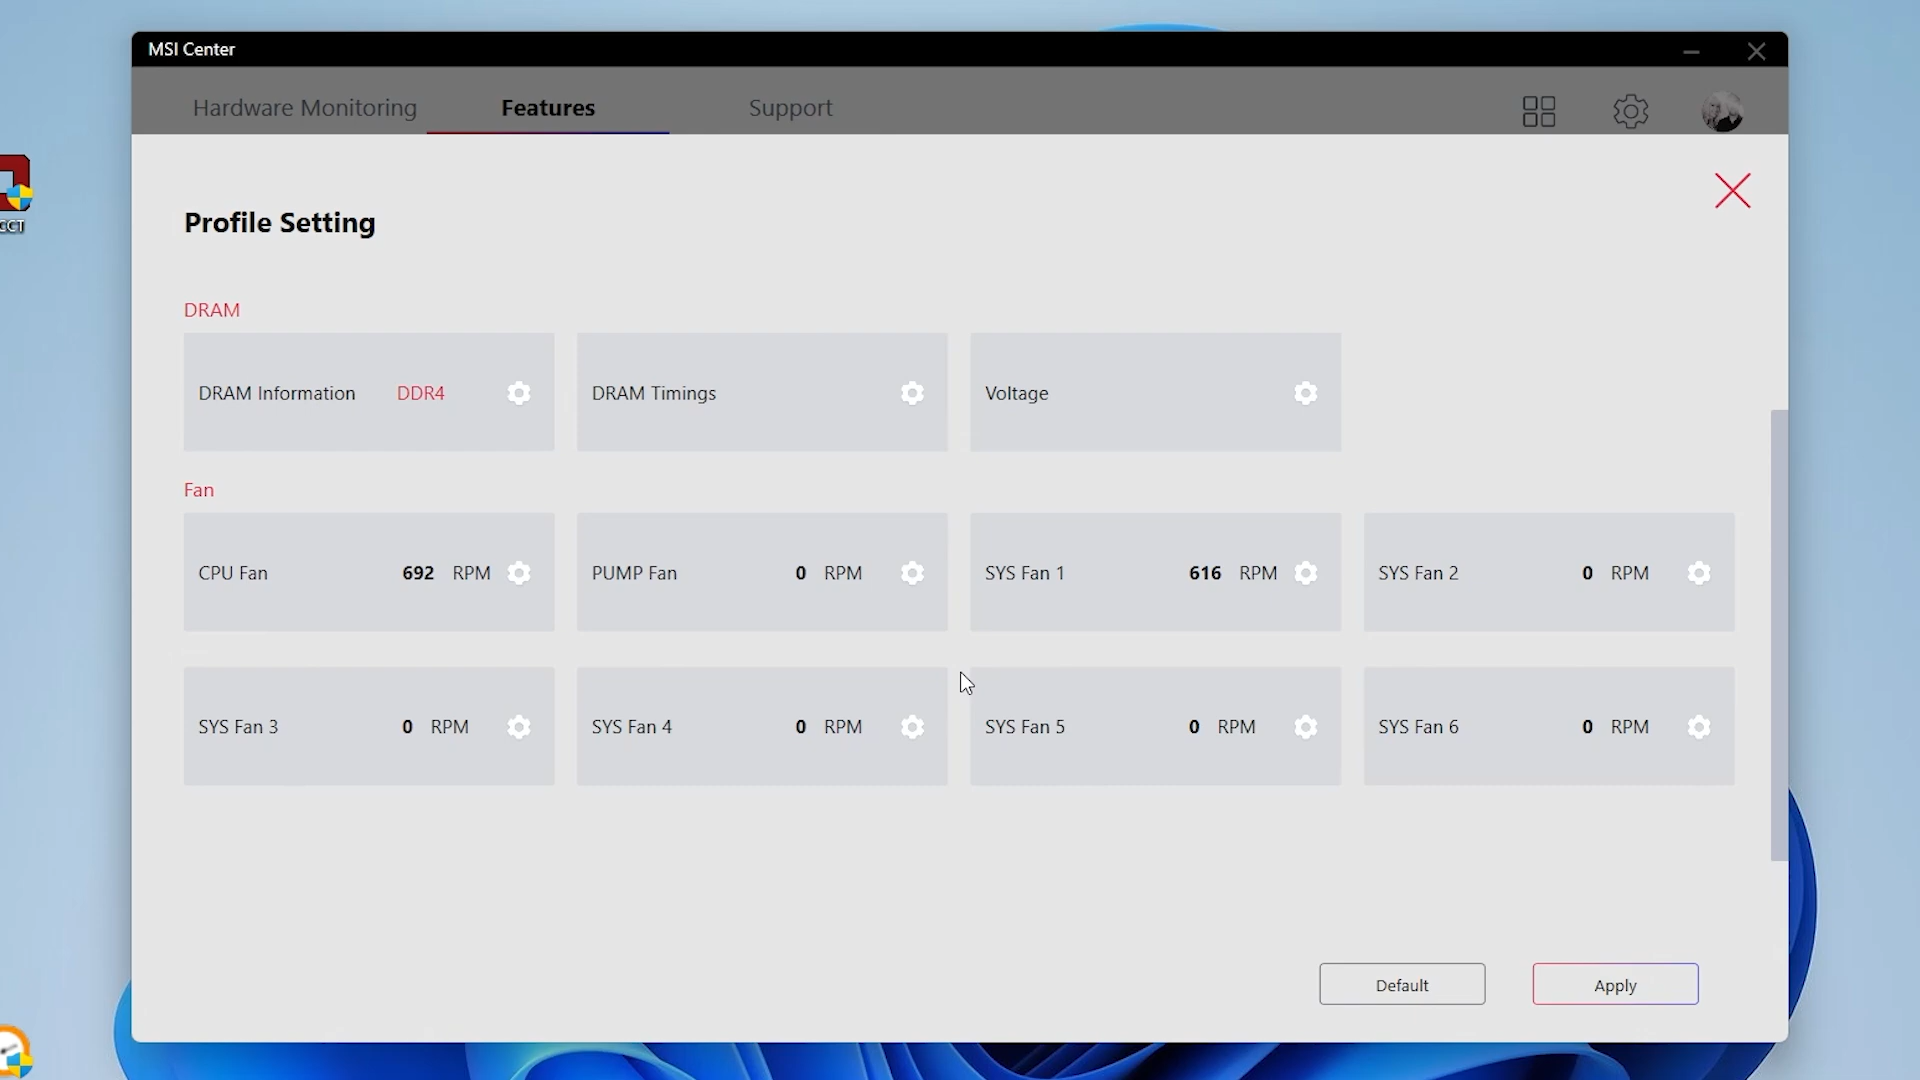 MSI Center
Hardware Monitoring Features Support
CCT
Profile Setting
DRAM
DRAM Information DDR4 DRAM Timings Voltage
Fan
CPU Fan 692 RPM PUMP Fan 0 RPM SYS Fan 1 616 RPM SYS Fan 2 0 RPM
SYS Fan 3 0 RPM SYS Fan 4 0 RPM SYS Fan 5 0 RPM SYS Fan 6 0 RPM
Default Apply